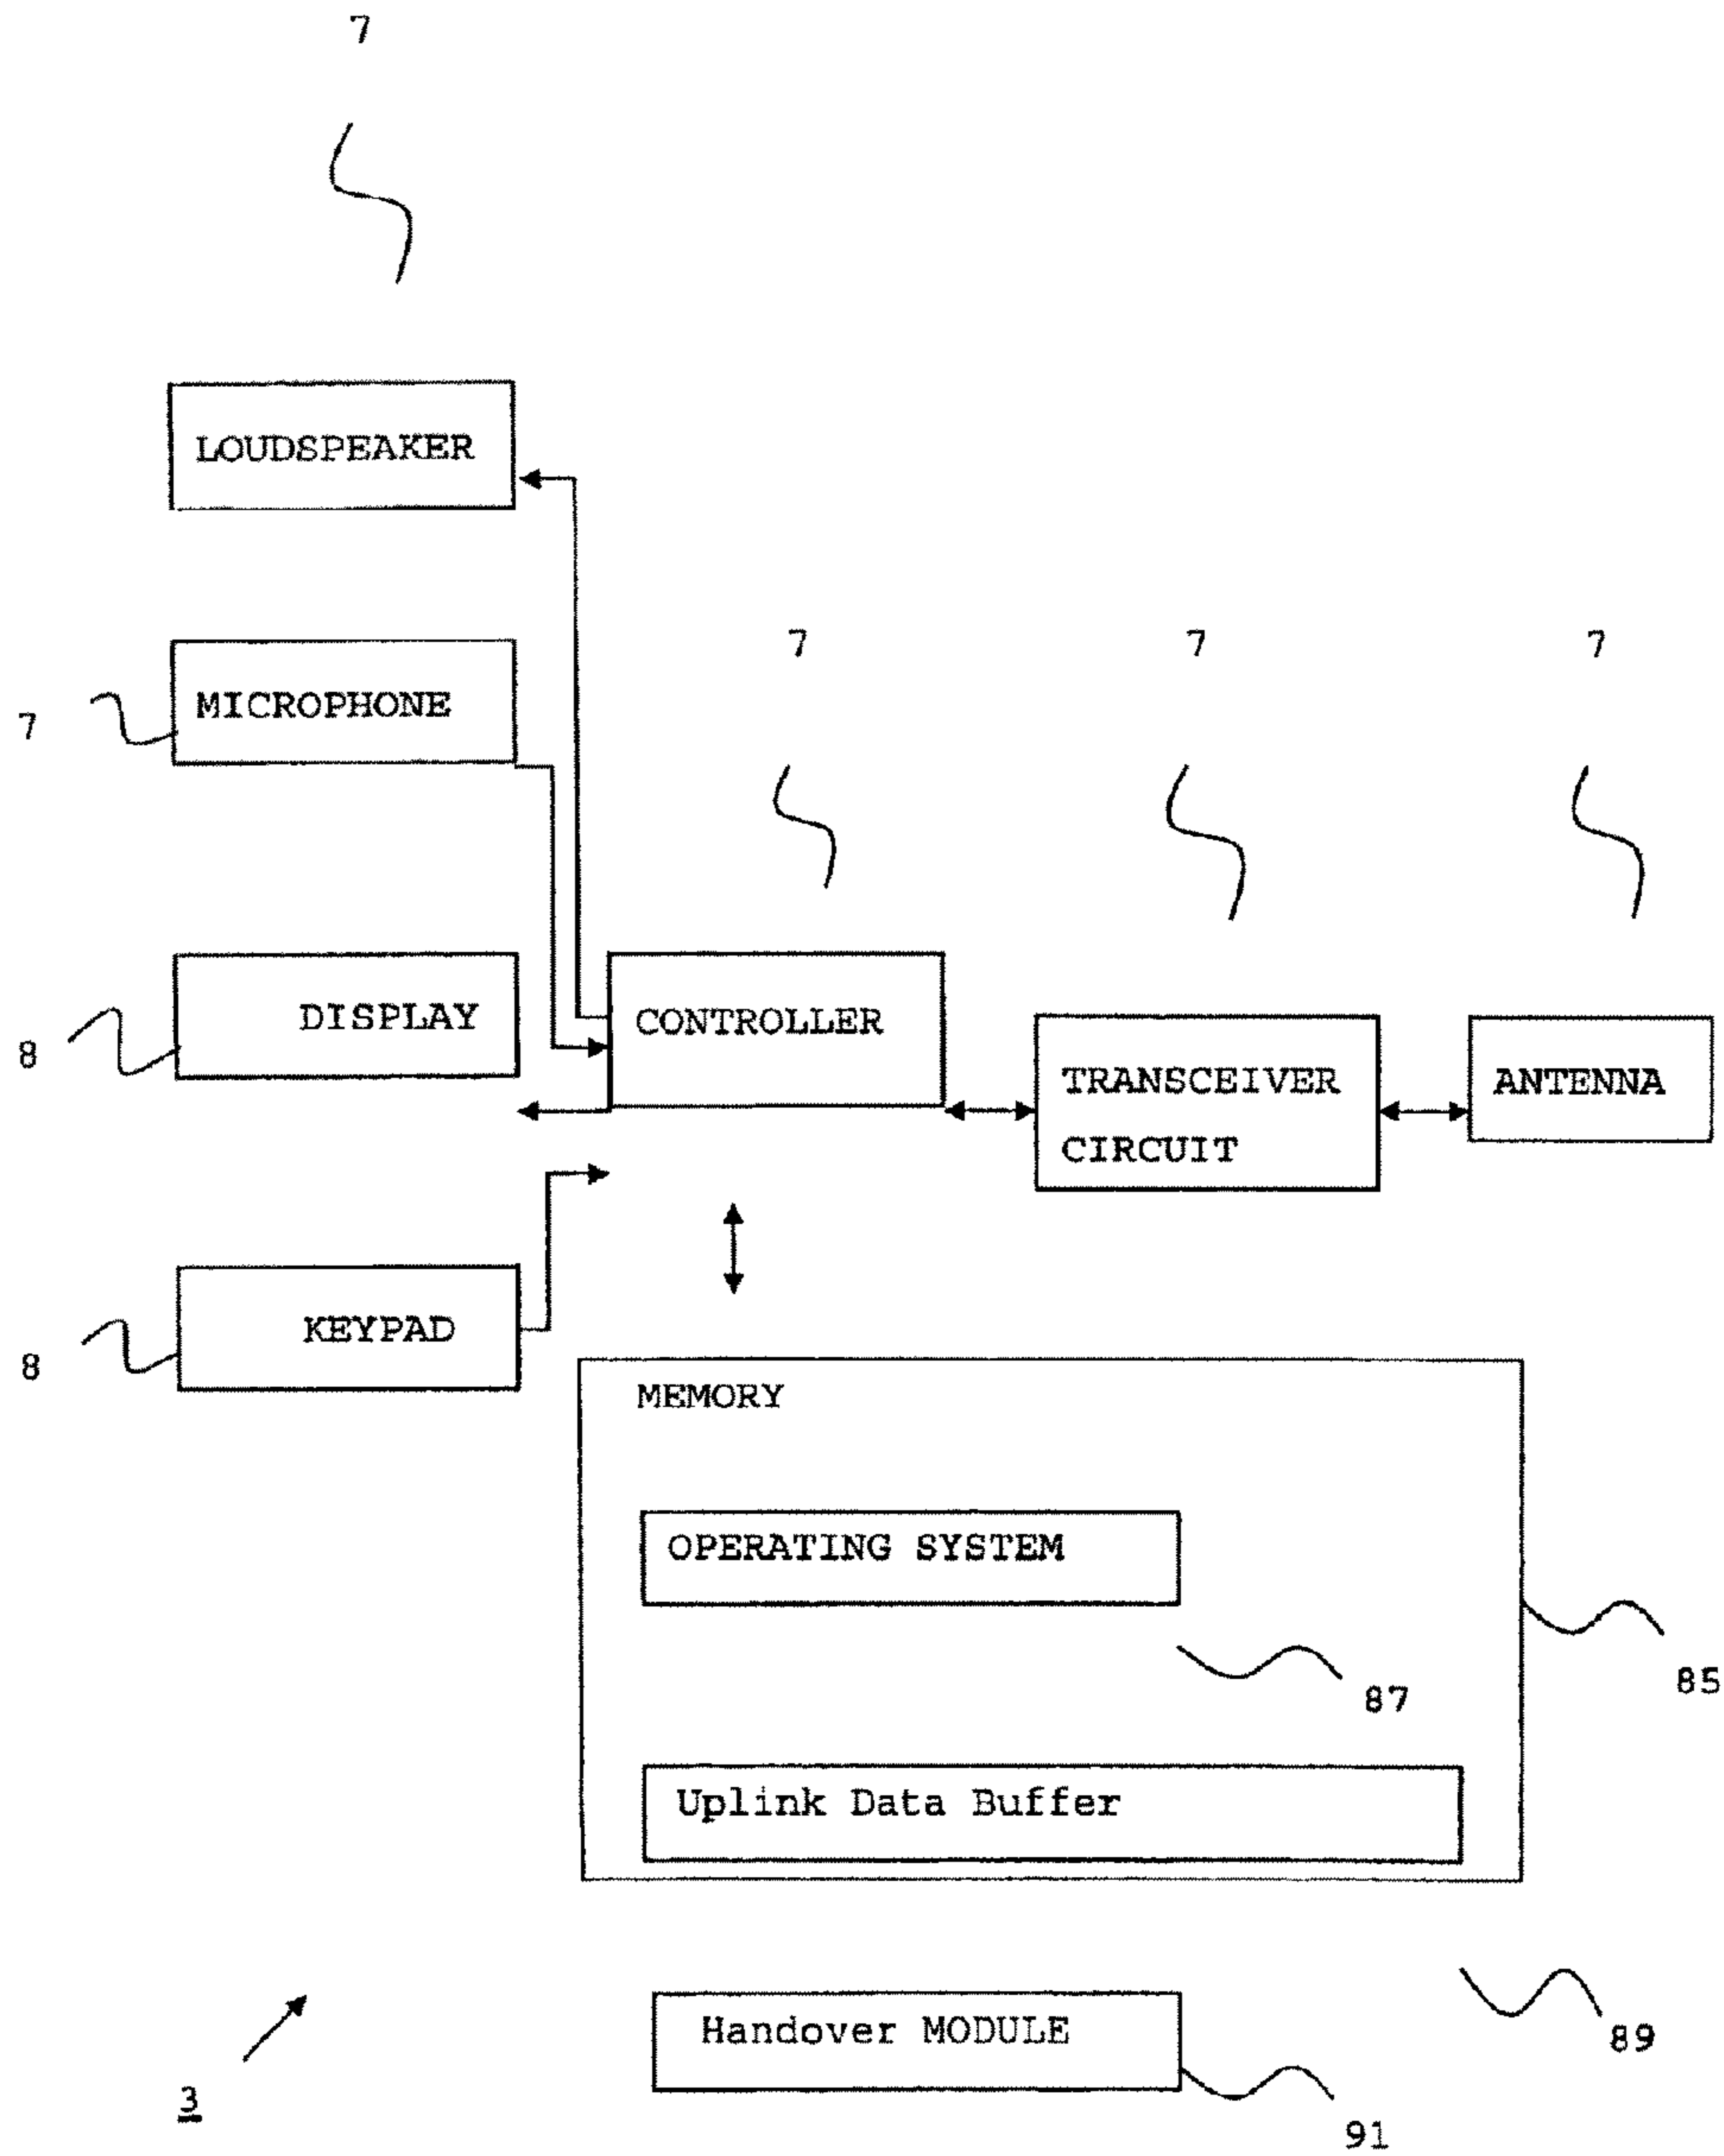 7
LOUDSPEAKER
7
7
7
MICROPHONE
7
DISPLAY
CONTROLLER
8
TRANSCEIVER
CIRCUIT
ANTENNA
KEYPAD
8
MEMORY
OPERATING SYSTEM
85
87
Uplink Data Buffer
Handover MODULE
89
3
91